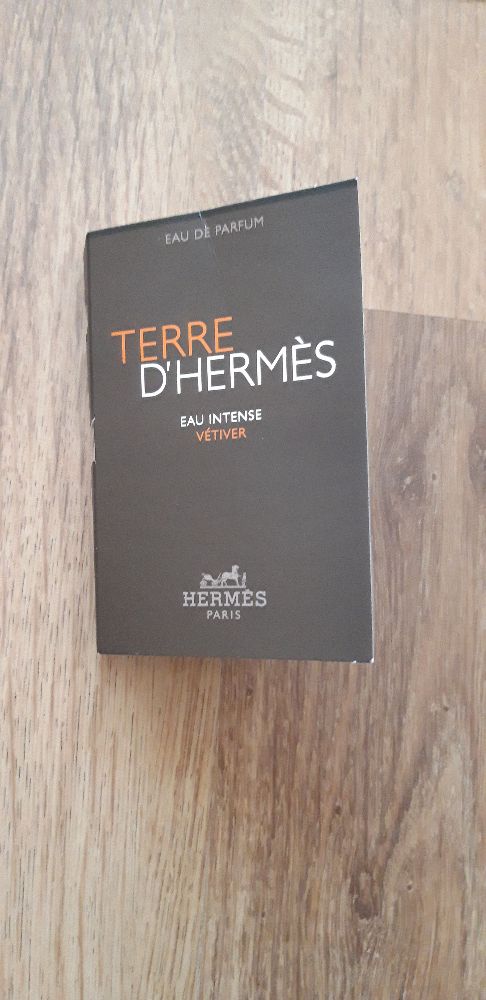 EAU DE PARFUM
TERRE
D'HERMÈS
EAU INTENSE
VÉTIVER
HERMÈS
PARIS